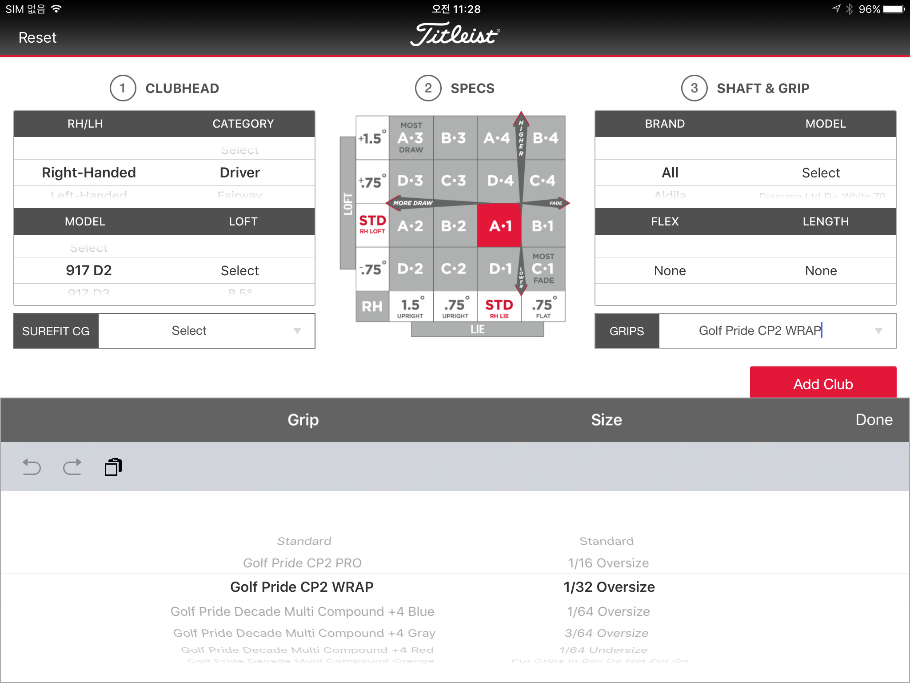 SIM 없음
오전 11:28
96%
Reset
Titleist
1 CLUBHEAD
2 SPECS
3 SHAFT & GRIP
RH/LH CATEGORY
Select
Right-Handed Driver
Left-Handed Fairway
MODEL LOFT
Select
917 D2 Select
917 D3 8.5°
SUREFIT CG Select
LOFT
+1.5° MOST A•3 DRAW B•3 A•4 B•4
HIGHER
+.75° D•3 C•3 D•4 C•4
MORE DRAW FADE
STD RH LOFT A•2 B•2 A•1 B•1
-.75° D•2 C•2 D•1 MOST C•1 FADE
LOWER
RH 1.5° UPRIGHT .75° UPRIGHT STD RH LIE .75° FLAT
LIE
BRAND MODEL
All Select
Aldila Diamana Ltd D+ White 70
FLEX LENGTH
None None
GRIPS Golf Pride CP2 WRAP
Add Club
Grip Size Done
Standard Standard
Golf Pride CP2 PRO 1/16 Oversize
Golf Pride CP2 WRAP 1/32 Oversize
Golf Pride Decade Multi Compound +4 Blue 1/64 Oversize
Golf Pride Decade Multi Compound +4 Gray 3/64 Oversize
Golf Pride Decade Multi Compound +4 Red 1/64 Undersize
Golf Pride Decade Multi Compound Orange